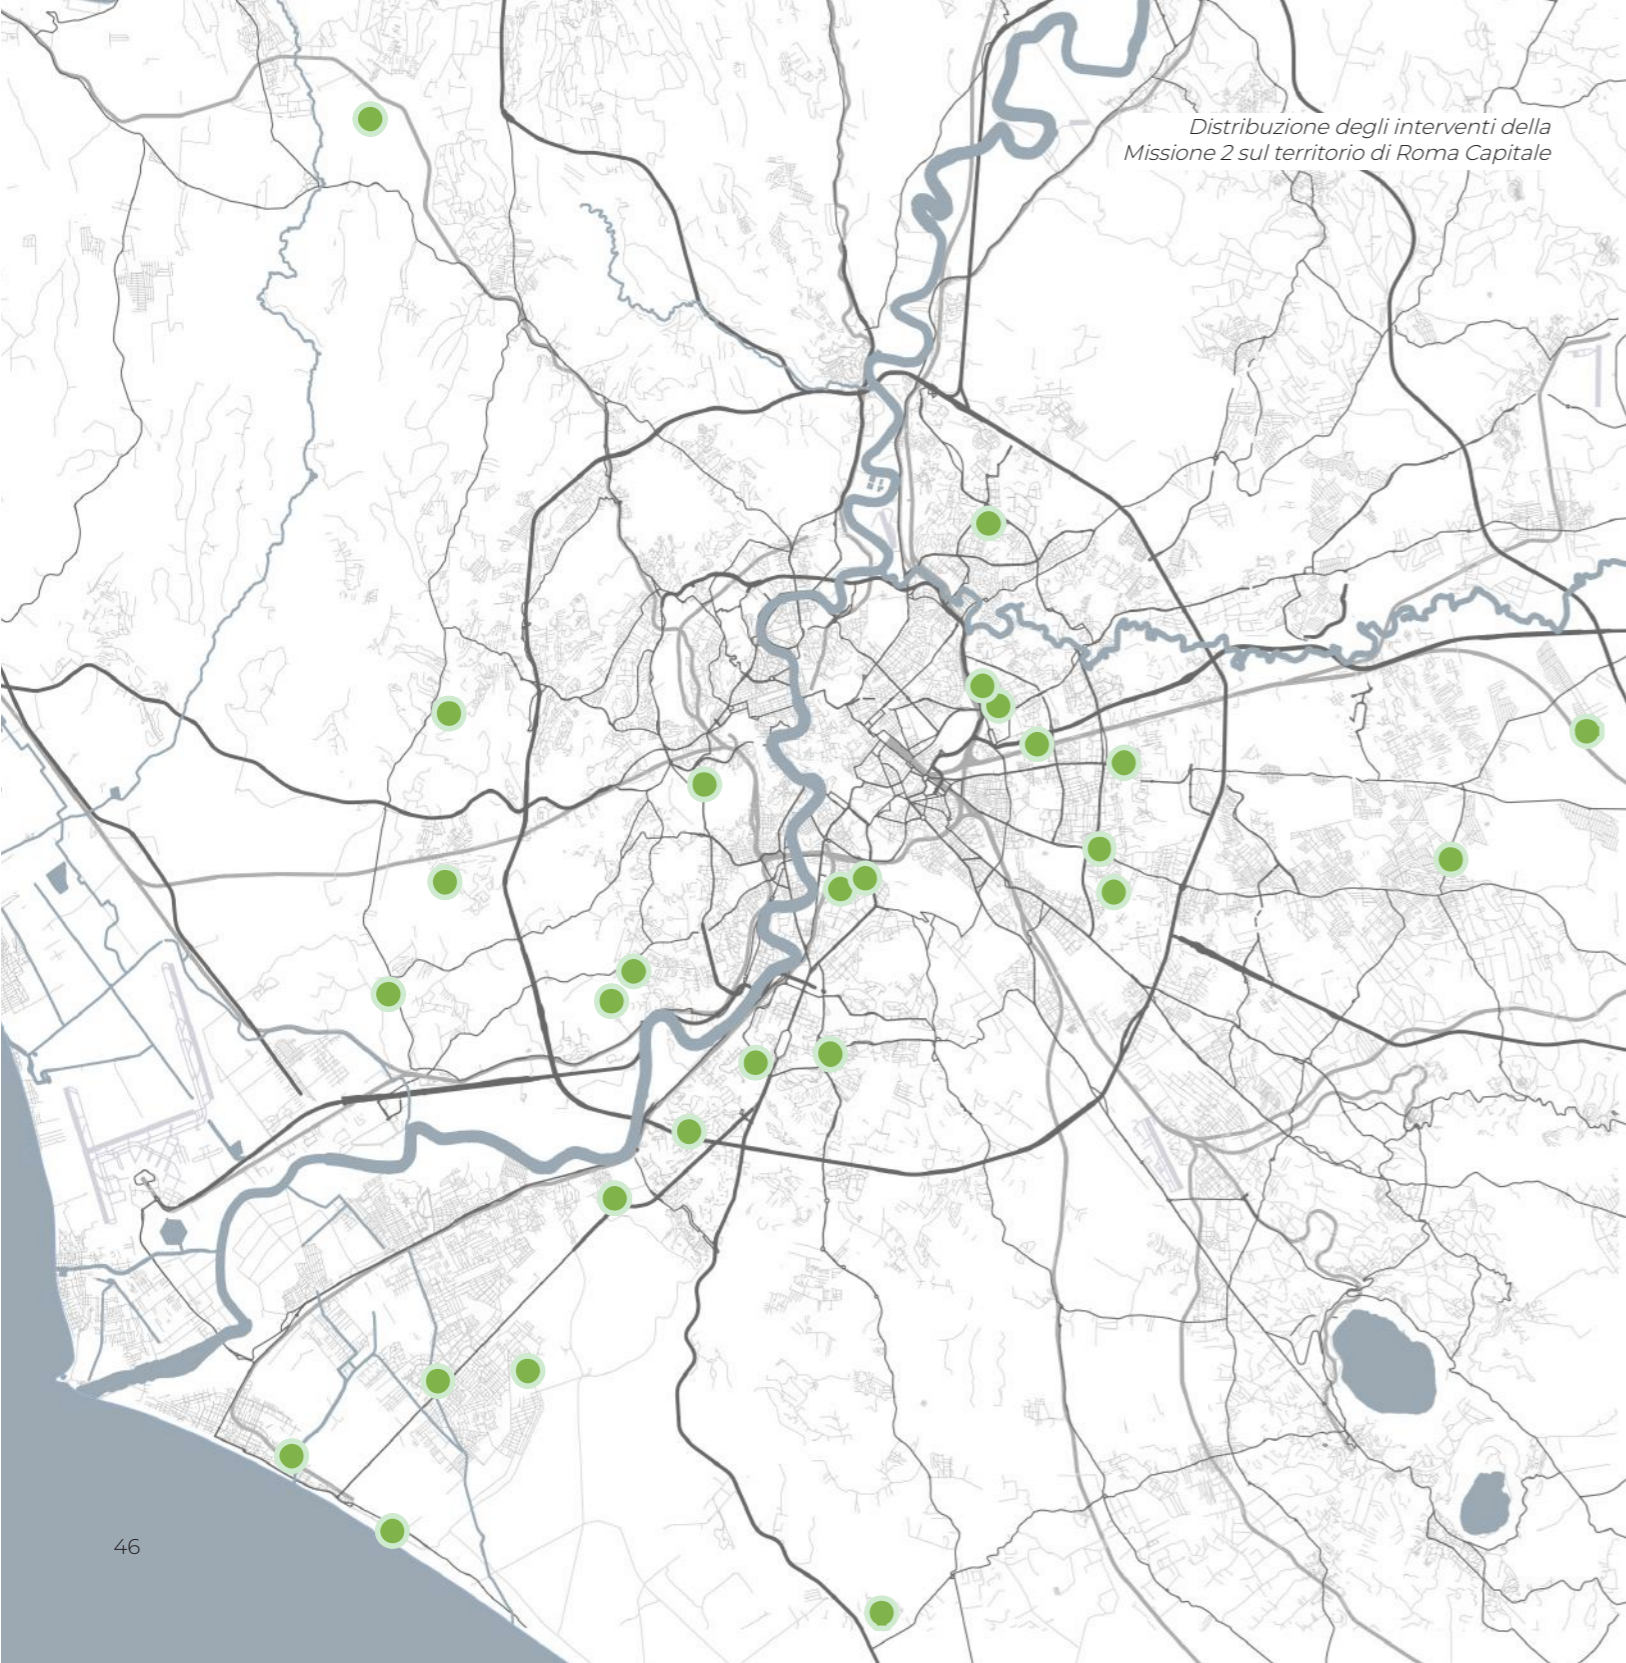 Distribuzione degli interventi della
Missione 2 sul territorio di Roma Capitale
46